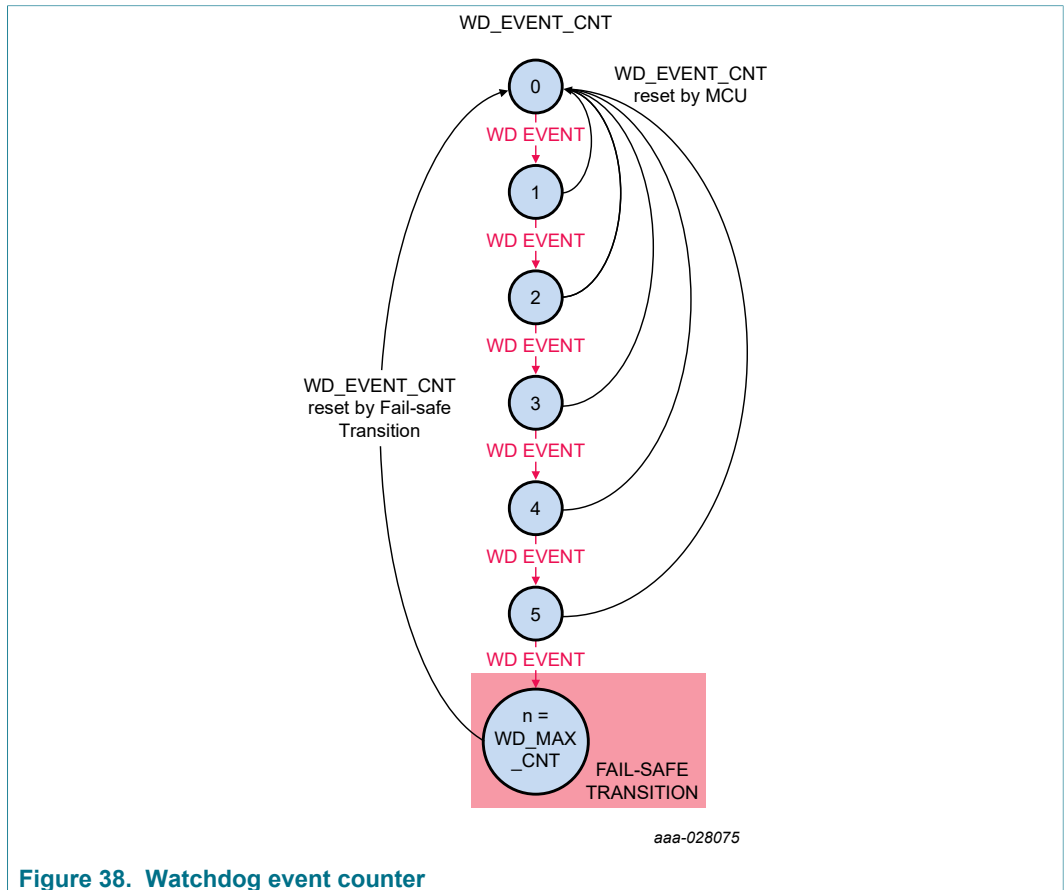 WD_EVENT_CNT
0
WD_EVENT_CNT
reset by MCU
WD EVENT
1
WD EVENT
2
WD EVENT
3
WD_EVENT_CNT
reset by Fail-safe
Transition
WD EVENT
4
WD EVENT
5
WD EVENT
n =
WD_MAX
_CNT
FAIL-SAFE
TRANSITION
aaa-028075
Figure 38. Watchdog event counter